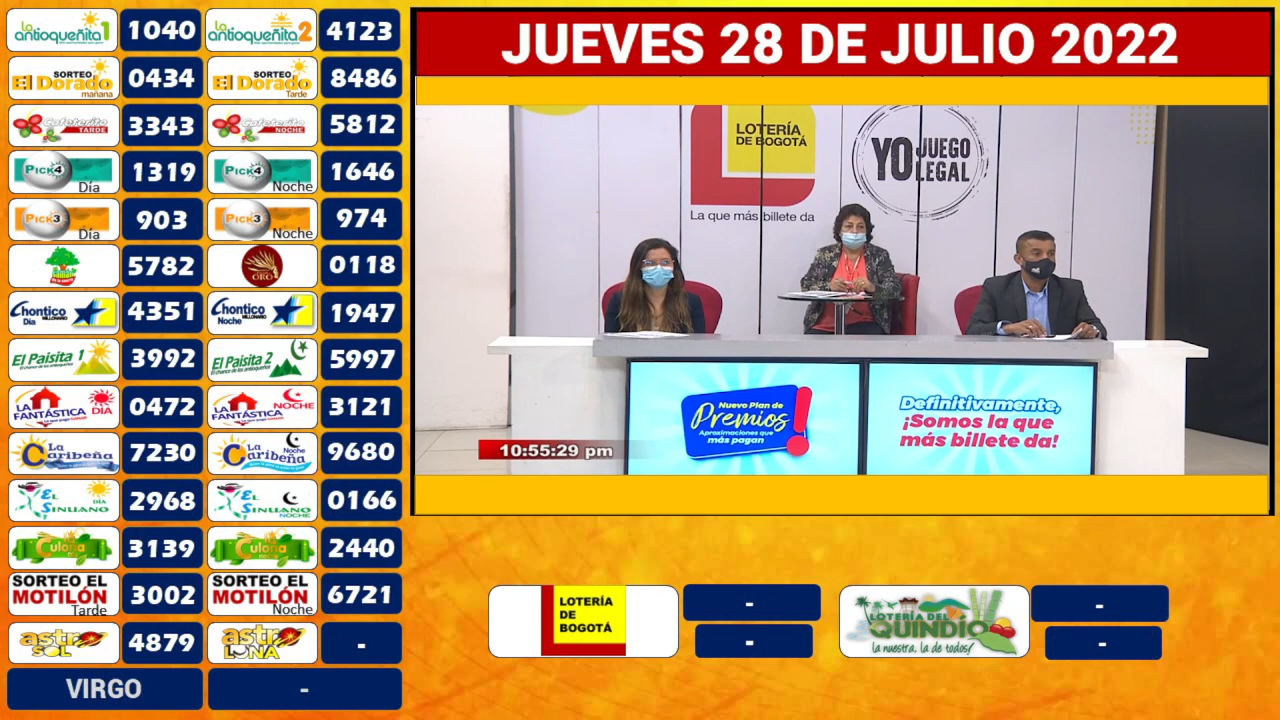 la antioqueñita 1 1040 la antioqueñita 2 4123
SORTEO El Dorado mañana 0434 SORTEO El Dorado Tarde 8486
Cafeterito TARDE 3343 Cafeterito NOCHE 5812
PICK4 Día 1319 PICK4 Noche 1646
PICK3 Día 903 PICK3 Noche 974
5782 ORO 0118
Chontico Día MILLONARIO 4351 Chontico Noche MILLONARIO 1947
El Paisita 1 3992 El Paisita 2 5997
LA FANTÁSTICA DIA 0472 LA FANTÁSTICA NOCHE 3121
La Caribeña 7230 La Caribeña Noche 9680
EL SINUANO DÍA 2968 EL SINUANO NOCHE 0166
Culona 3139 Culona 2440
SORTEO EL MOTILÓN Tarde 3002 SORTEO EL MOTILÓN Noche 6721
astro SOL 4879 astro LUNA -
VIRGO -
JUEVES 28 DE JULIO 2022
LOTERÍA
DE BOGOTÁ
La que más billete da
YO JUEGO
LEGAL
10:55:29 pm
Nuevo Plan de
Premios!
Aproximaciones que
más pagan
Definitivamente,
¡Somos la que
más billete da!
LOTERÍA
DE
BOGOTÁ
-
-
LOTERÍA DEL
QUINDÍO
la nuestra, la de todos!
-
-